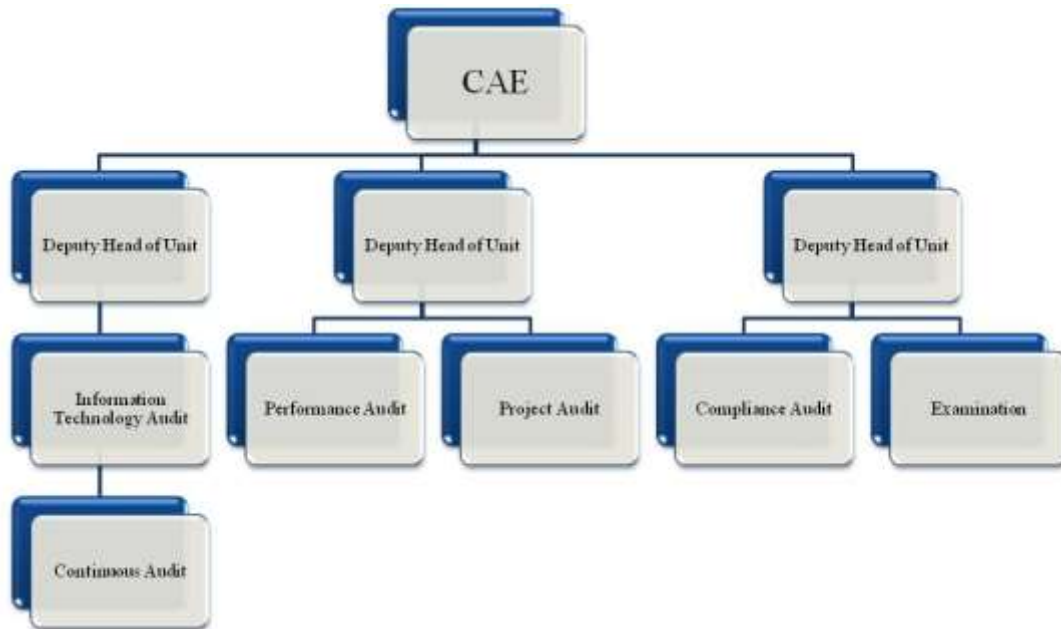 CAE
Deputy Head of Unit
Deputy Head of Unit
Deputy Head of Unit
Information
Technology Audit
Performance Audit
Project Audit
Compliance Audit
Examination
Continuous Audit